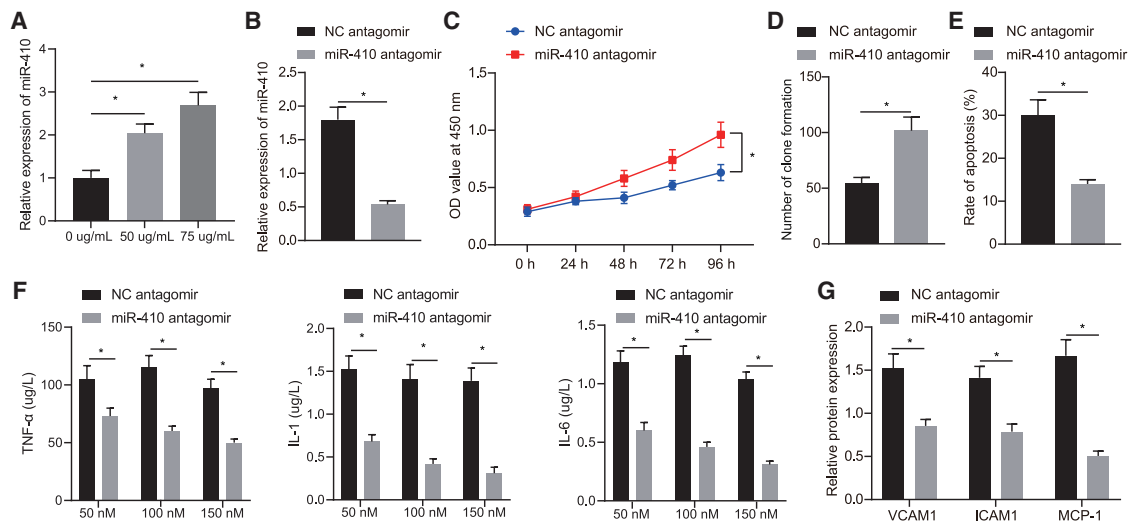 A
Relative expression of miR-410
4
3
2
1
0
*
*
0 ug/mL
50 ug/mL
75 ug/mL
B
NC antagomir
miR-410 antagomir
Relative expression of miR-410
2.5
2.0
1.5
1.0
0.5
0.0
*
C
NC antagomir
miR-410 antagomir
OD value at 450 nm
1.5
1.0
0.5
0.0
*
0 h
24 h
48 h
72 h
96 h
D
NC antagomir
miR-410 antagomir
Number of clone formation
150
100
50
0
*
E
NC antagomir
miR-410 antagomir
Rate of apoptosis (%)
40
30
20
10
0
*
F
NC antagomir
miR-410 antagomir
TNF-α (ug/L)
150
100
50
0
*
*
*
50 nM
100 nM
150 nM
NC antagomir
miR-410 antagomir
IL-1 (ug/L)
2.0
1.5
1.0
0.5
0.0
*
*
*
50 nM
100 nM
150 nM
NC antagomir
miR-410 antagomir
IL-6 (ug/L)
1.5
1.0
0.5
0.0
*
*
*
50 nM
100 nM
150 nM
G
NC antagomir
miR-410 antagomir
Relative protein expression
2.0
1.5
1.0
0.5
0.0
*
*
*
VCAM1
ICAM1
MCP-1